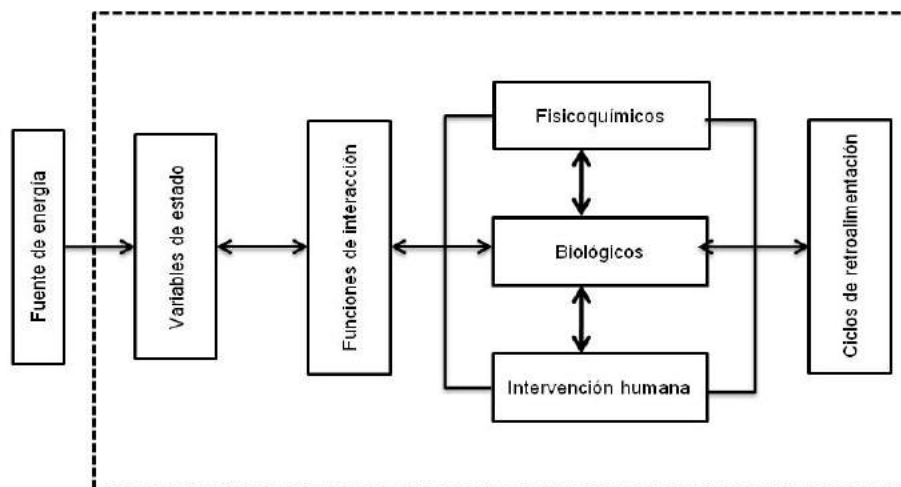 Fuente de energía
Variables de estado
Funciones de interacción
Fisicoquímicos
Biológicos
Intervención humana
Ciclos de retroalimentación